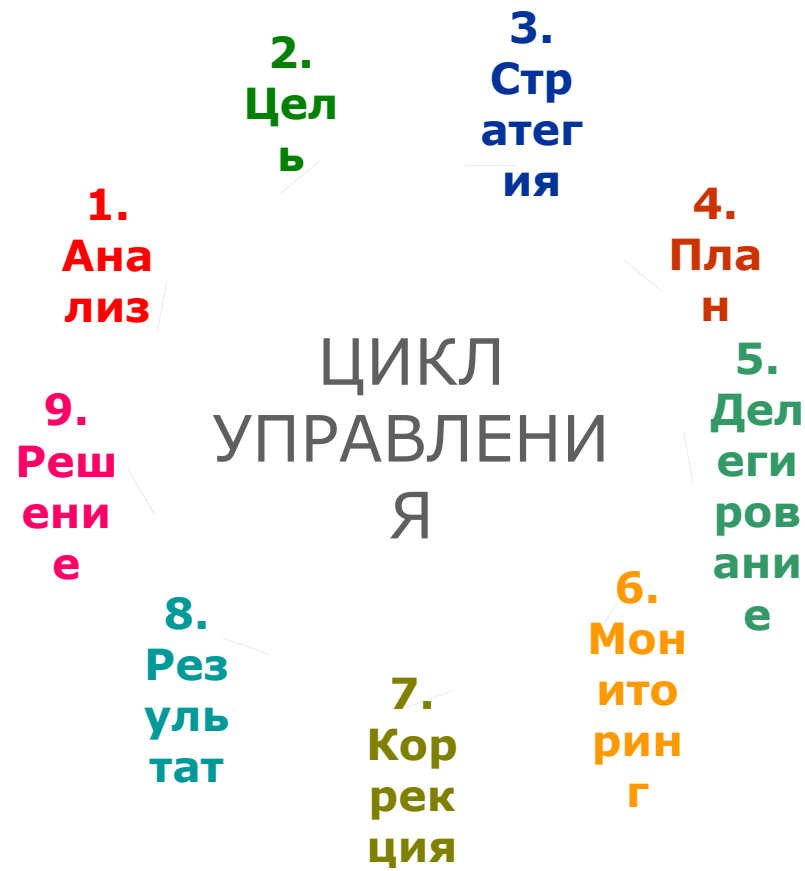 ЦИКЛ
УПРАВЛЕНИ
Я
1.
Ана
лиз
2.
Цел
ь
3.
Стр
атег
ия
4.
Пла
н
5.
Дел
еги
ров
ани
е
6.
Мон
ито
рин
г
7.
Кор
рек
ция
8.
Рез
уль
тат
9.
Реш
ени
е